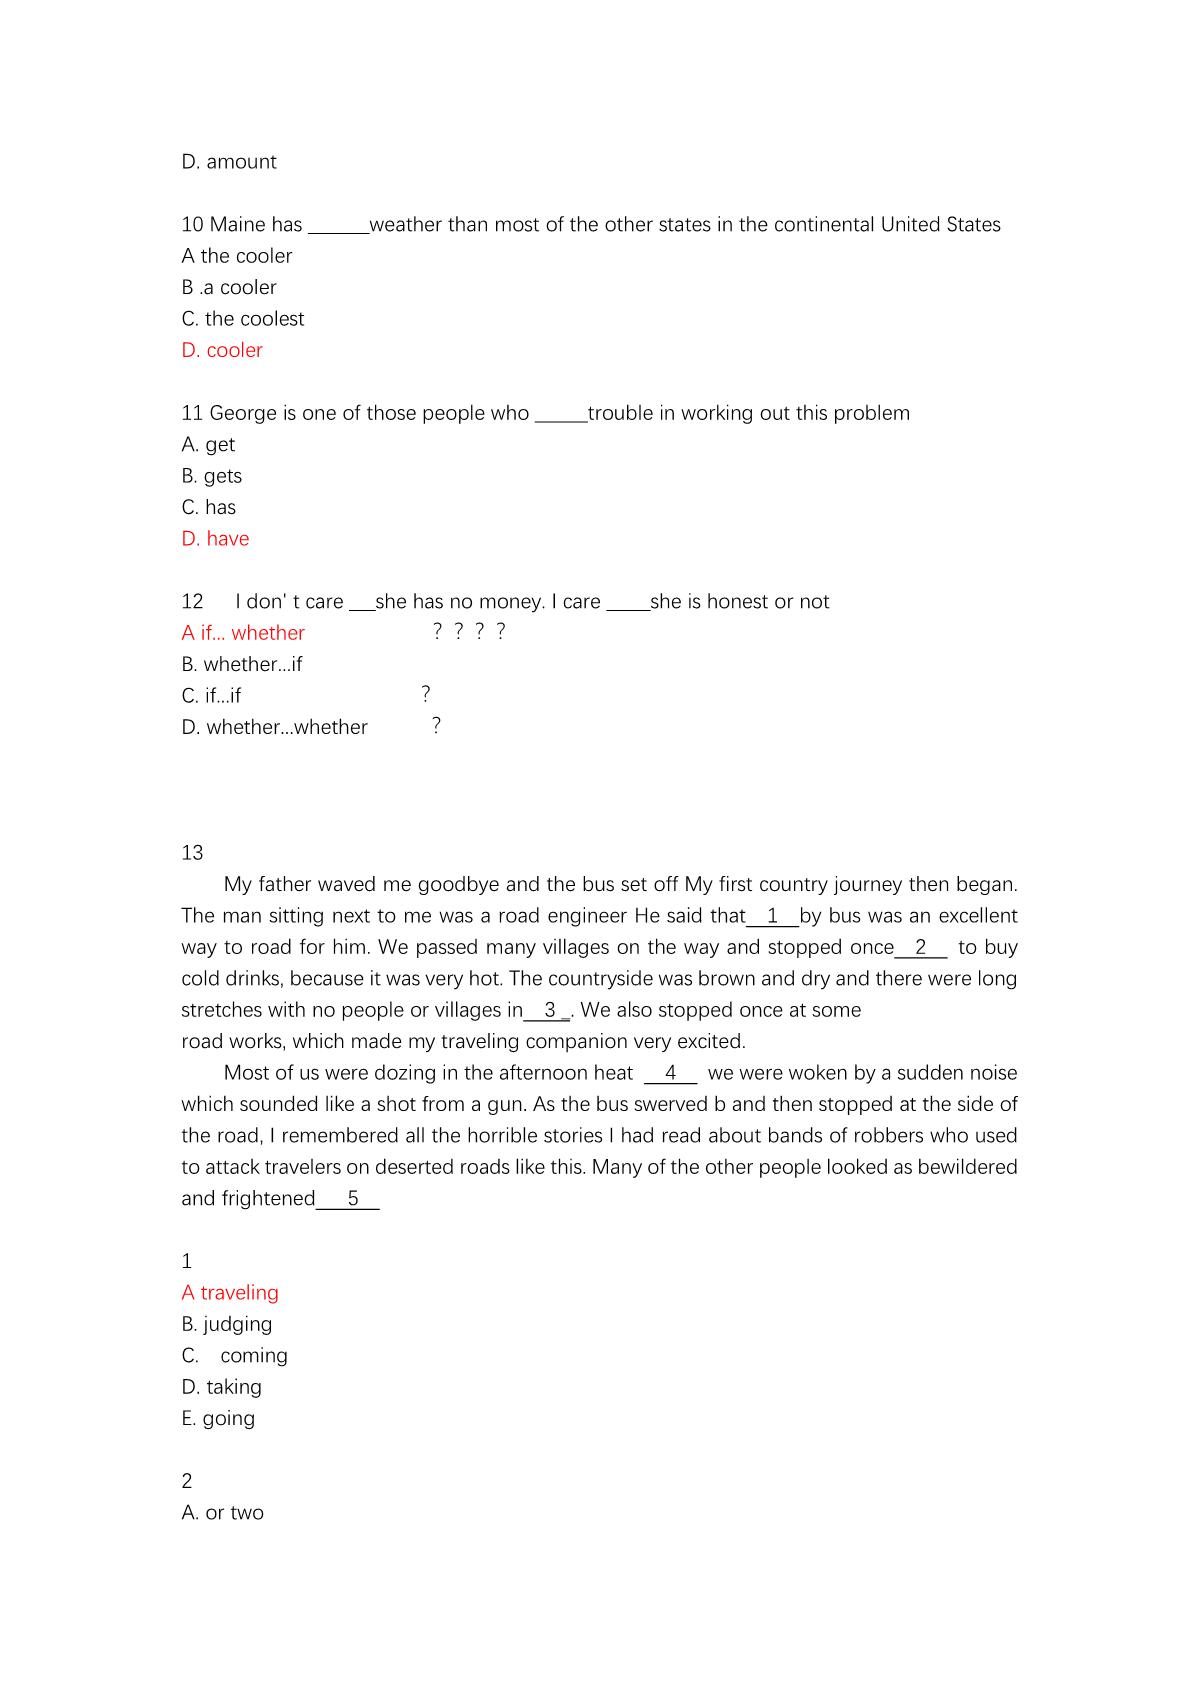 D. amount
10 Maine has ______weather than most of the other states in the continental United States
A the cooler
B .a cooler
C. the coolest
D. cooler
11 George is one of those people who _____trouble in working out this problem
A. get
B. gets
C. has
D. have
12 I don' t care ___she has no money. I care ____she is honest or not
A if... whether ? ? ? ?
B. whether...if
C. if...if ?
D. whether...whether ?
13
My father waved me goodbye and the bus set off My first country journey then began.
The man sitting next to me was a road engineer He said that__1__by bus was an excellent
way to road for him. We passed many villages on the way and stopped once__2__ to buy
cold drinks, because it was very hot. The countryside was brown and dry and there were long
stretches with no people or villages in__3_. We also stopped once at some
road works, which made my traveling companion very excited.
Most of us were dozing in the afternoon heat __4__ we were woken by a sudden noise
which sounded like a shot from a gun. As the bus swerved b and then stopped at the side of
the road, I remembered all the horrible stories I had read about bands of robbers who used
to attack travelers on deserted roads like this. Many of the other people looked as bewildered
and frightened___5__
1
A traveling
B. judging
C. coming
D. taking
E. going
2
A. or two